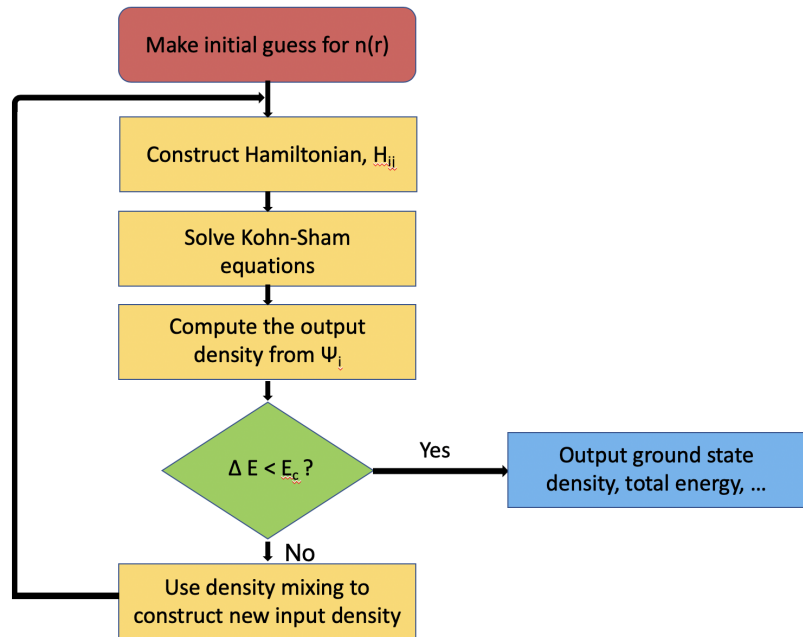 Make initial guess for n(r)
Construct Hamiltonian, Hij
Solve Kohn-Sham
equations
Compute the output
density from Ψi
Δ E < Ec ?
Yes
Output ground state
density, total energy, ...
No
Use density mixing to
construct new input density